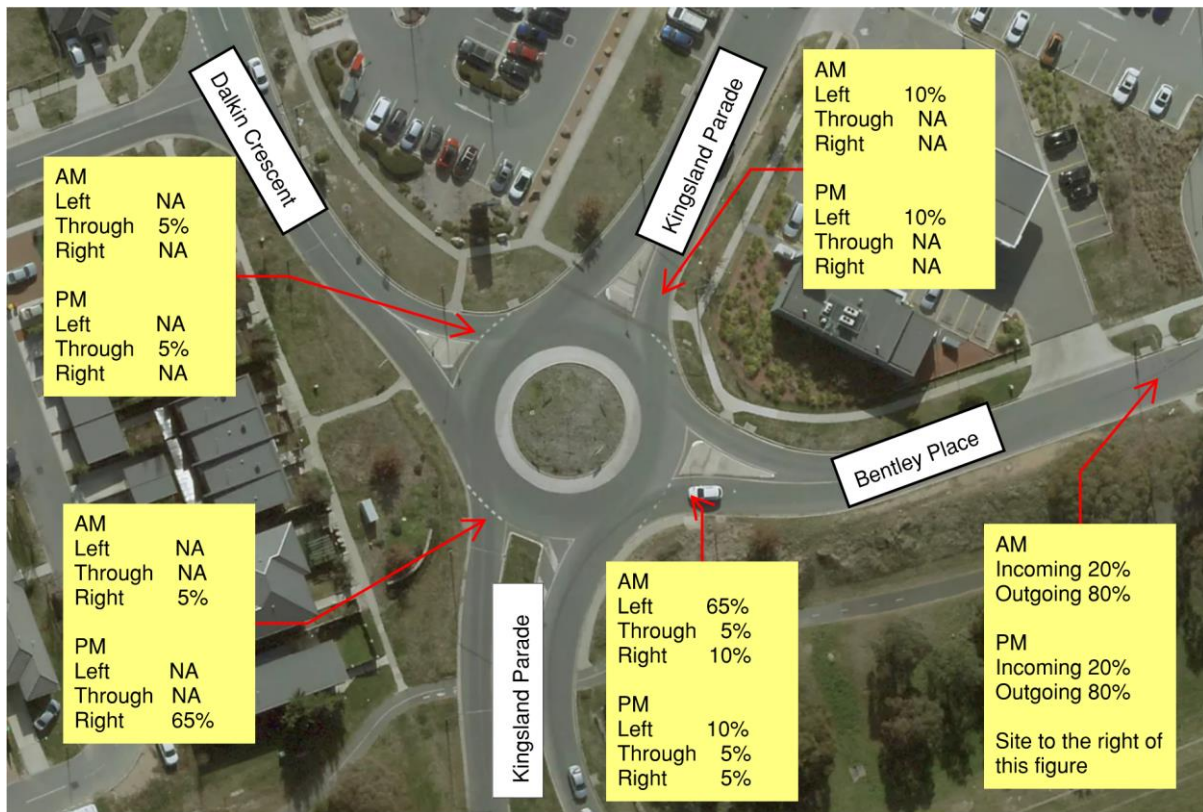 Dalkin Crescent
Kingsland Parade
AM
Left 10%
Through NA
Right NA
PM
Left 10%
Through NA
Right NA
AM
Left NA
Through 5%
Right NA
PM
Left NA
Through 5%
Right NA
Bentley Place
AM
Left NA
Through NA
Right 5%
PM
Left NA
Through NA
Right 65%
Kingsland Parade
AM
Left 65%
Through 5%
Right 10%
PM
Left 10%
Through 5%
Right 5%
AM
Incoming 20%
Outgoing 80%
PM
Incoming 20%
Outgoing 80%
Site to the right of
this figure